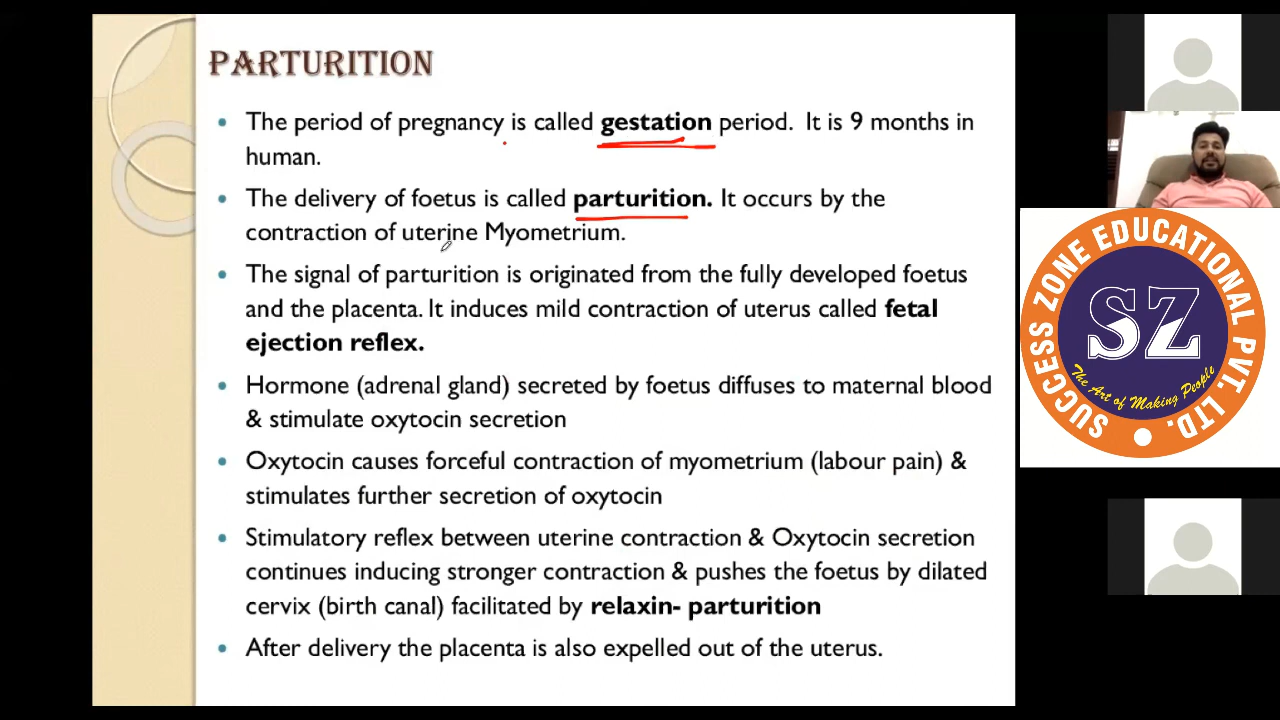 PARTURITION
• The period of pregnancy is called gestation period. It is 9 months in
human.
• The delivery of foetus is called parturition. It occurs by the
contraction of uterine Myometrium.
• The signal of parturition is originated from the fully developed foetus
and the placenta. It induces mild contraction of uterus called fetal
ejection reflex.
• Hormone (adrenal gland) secreted by foetus diffuses to maternal blood
& stimulate oxytocin secretion
• Oxytocin causes forceful contraction of myometrium (labour pain) &
stimulates further secretion of oxytocin
• Stimulatory reflex between uterine contraction & Oxytocin secretion
continues inducing stronger contraction & pushes the foetus by dilated
cervix (birth canal) facilitated by relaxin- parturition
• After delivery the placenta is also expelled out of the uterus.
SUCCESS ZONE EDUCATIONAL PVT. LTD.
SZ
The Art of Making People